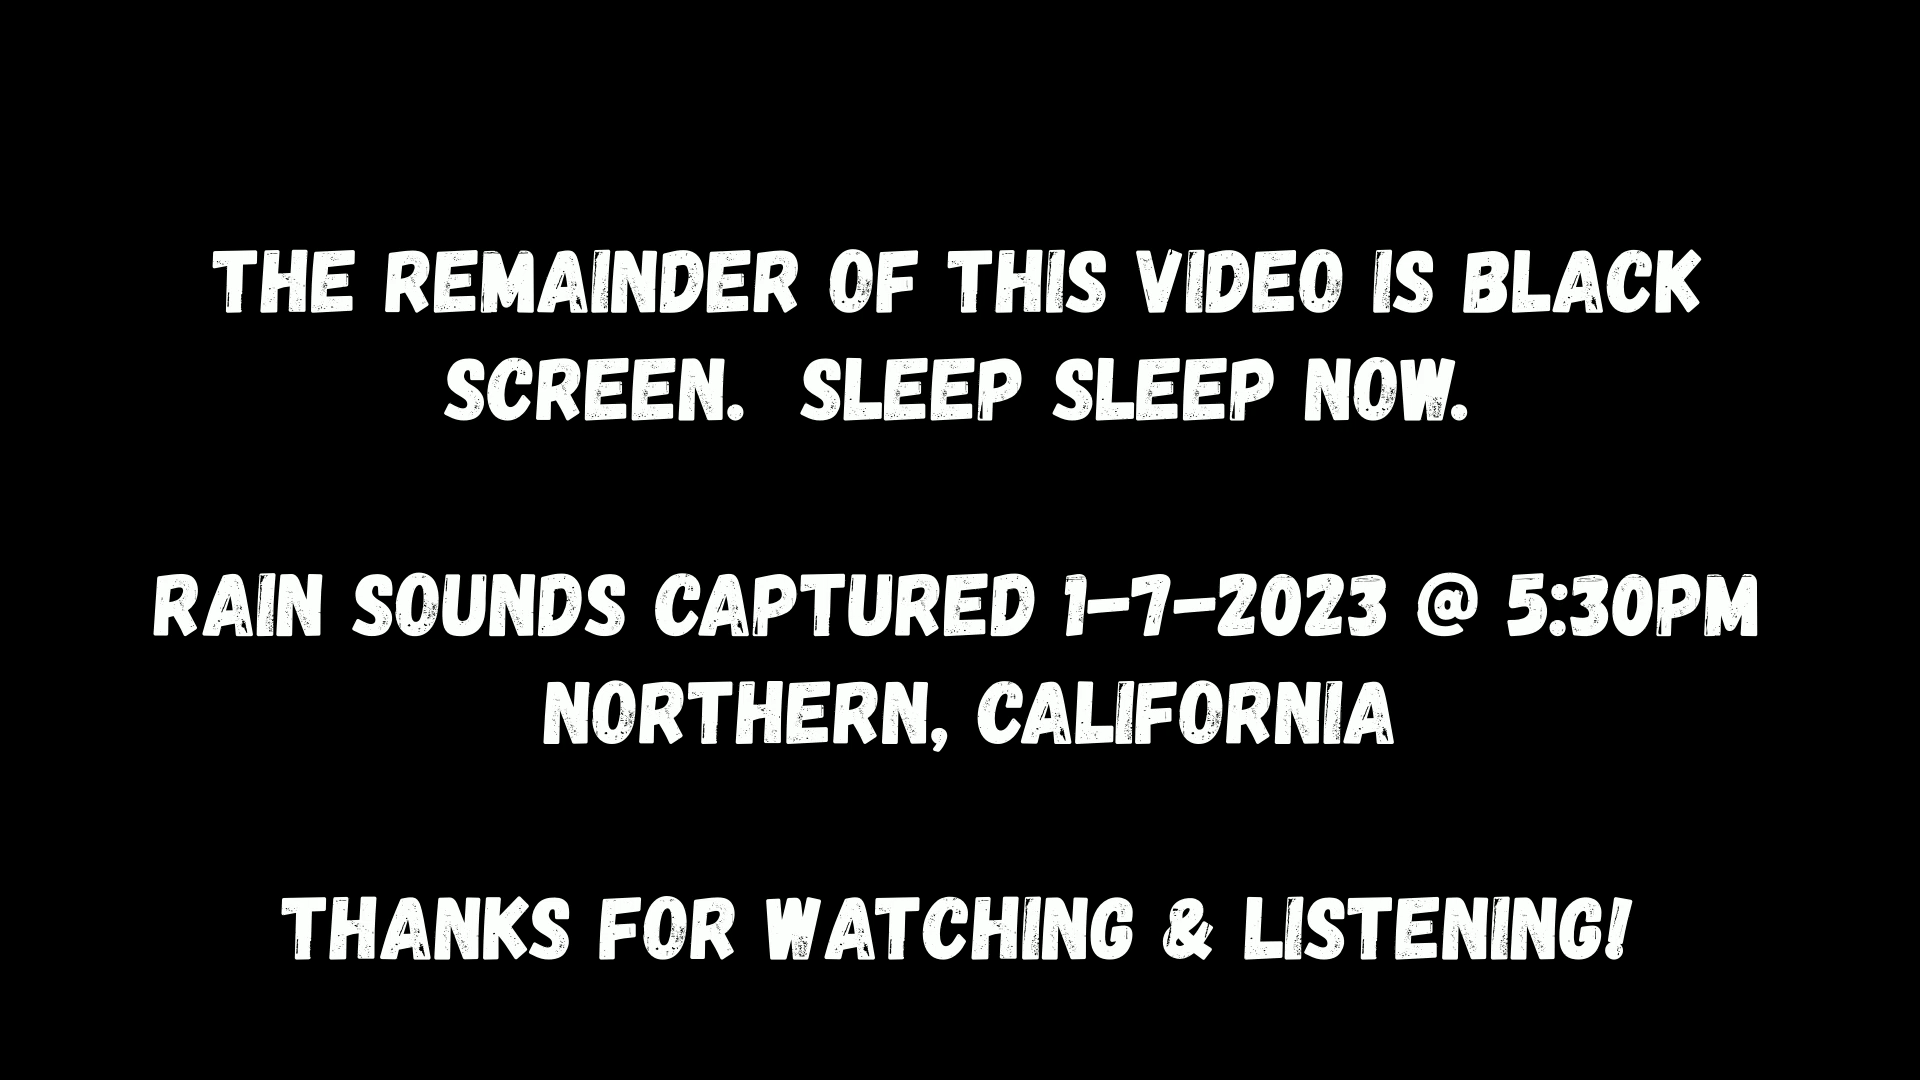 THE REMAINDER OF THIS VIDEO IS BLACK
SCREEN.  SLEEP SLEEP NOW.
RAIN SOUNDS CAPTURED 1-7-2023 @ 5:30PM
NORTHERN, CALIFORNIA
THANKS FOR WATCHING & LISTENING!